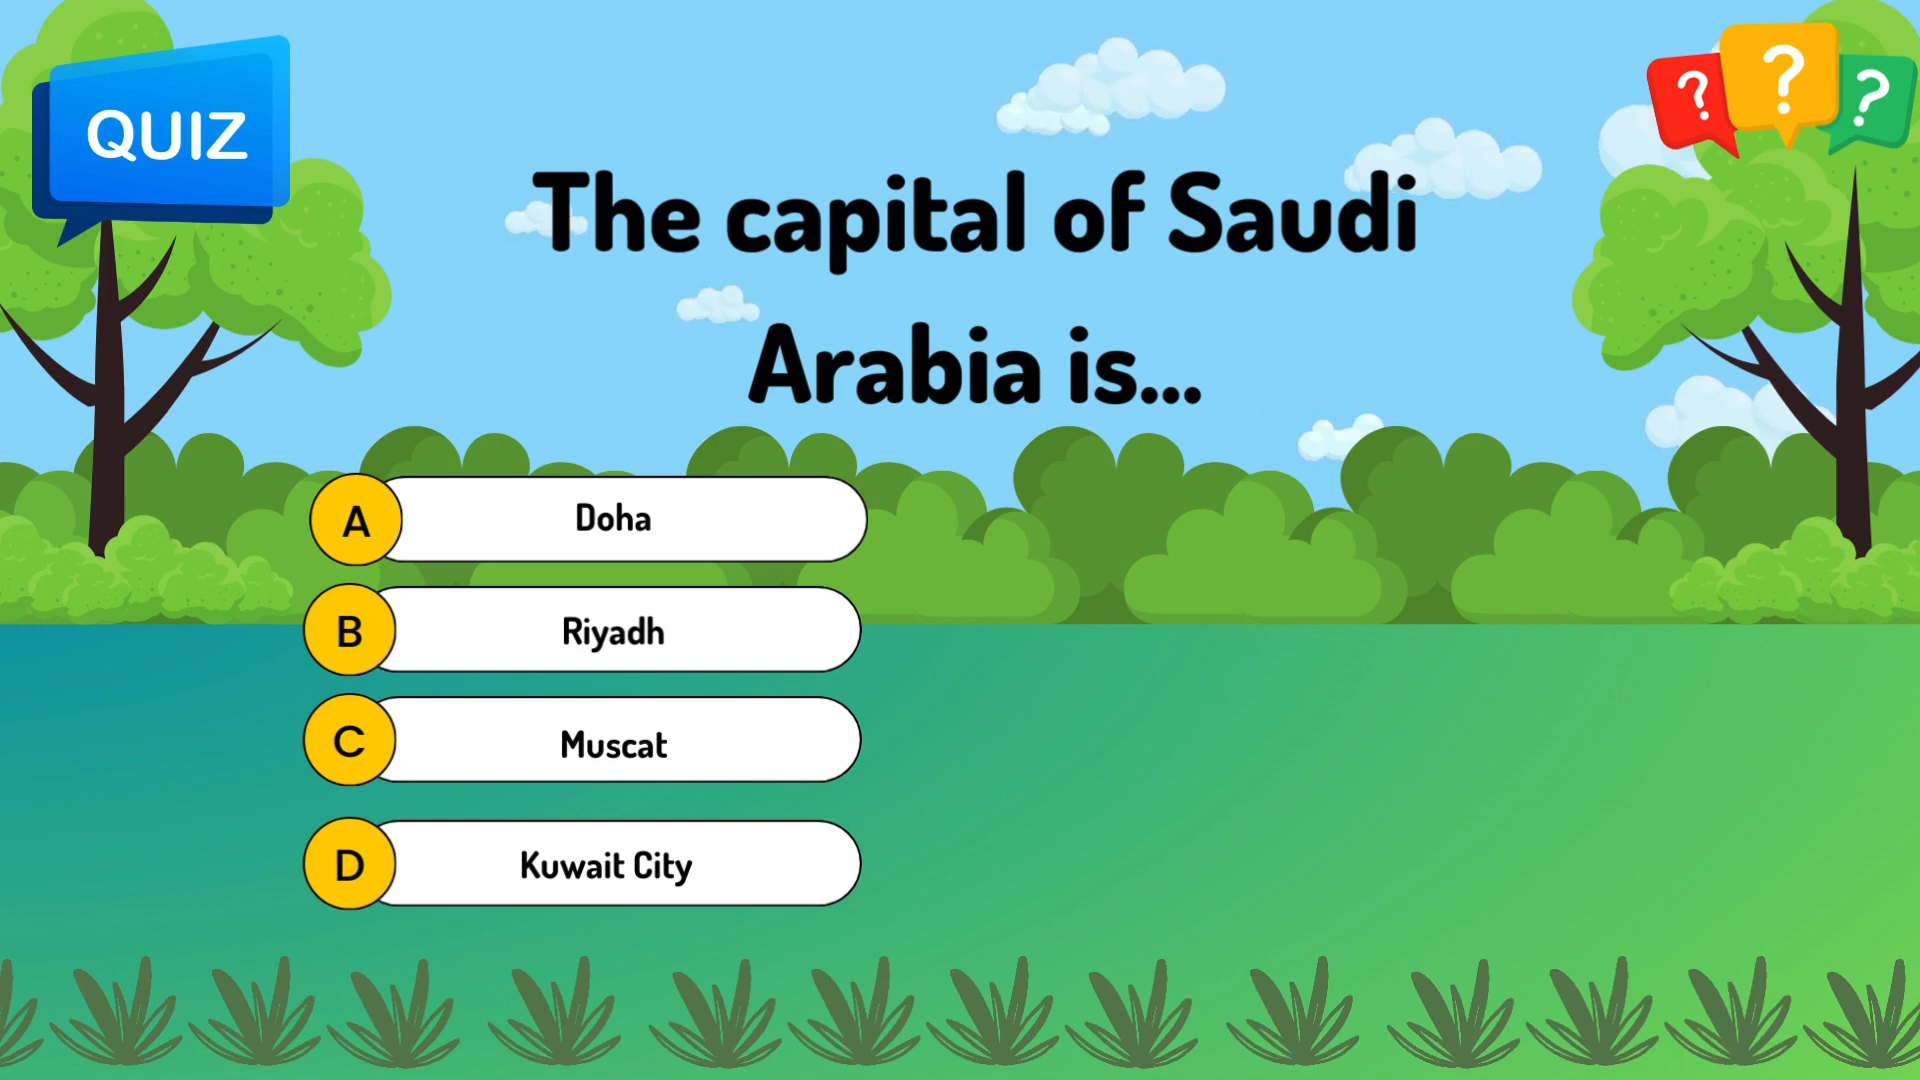 QUIZ
? ? ?
The capital of Saudi
Arabia is...
A Doha
B Riyadh
C Muscat
D Kuwait City